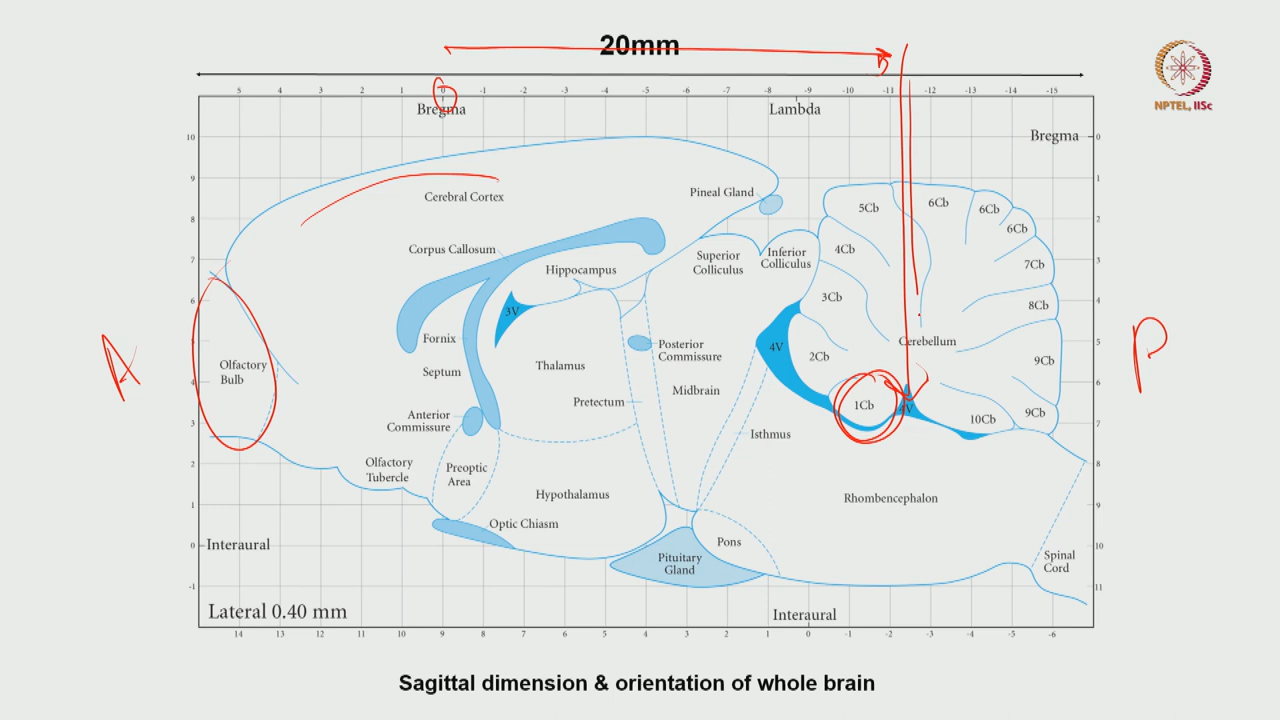 20mm
NPTEL, IISc
5 4 3 2 1 0 -1 -2 -3 -4 -5 -6 -7 -8 -9 -10 -11 -12 -13 -14 -15
Bregma
Lambda
Bregma
10
9
8
7
6
5
4
3
2
1
0
-1
0
1
2
3
4
5
6
7
8
9
10
11
Cerebral Cortex
Pineal Gland
Corpus Callosum
Hippocampus
Superior
Colliculus
Inferior
Colliculus
5Cb
6Cb
6Cb
6Cb
4Cb
7Cb
3Cb
8Cb
3V
Fornix
Septum
Thalamus
Posterior
Commissure
Midbrain
Pretectum
4V
2Cb
Cerebellum
9Cb
1Cb
V
10Cb
9Cb
A
P
Olfactory
Bulb
Anterior
Commissure
Isthmus
Olfactory
Tubercle
Preoptic
Area
Hypothalamus
Optic Chiasm
Rhombencephalon
Pons
Pituitary
Gland
Spinal
Cord
Interaural
Lateral 0.40 mm
Interaural
14 13 12 11 10 9 8 7 6 5 4 3 2 1 0 -1 -2 -3 -4 -5 -6
Sagittal dimension & orientation of whole brain